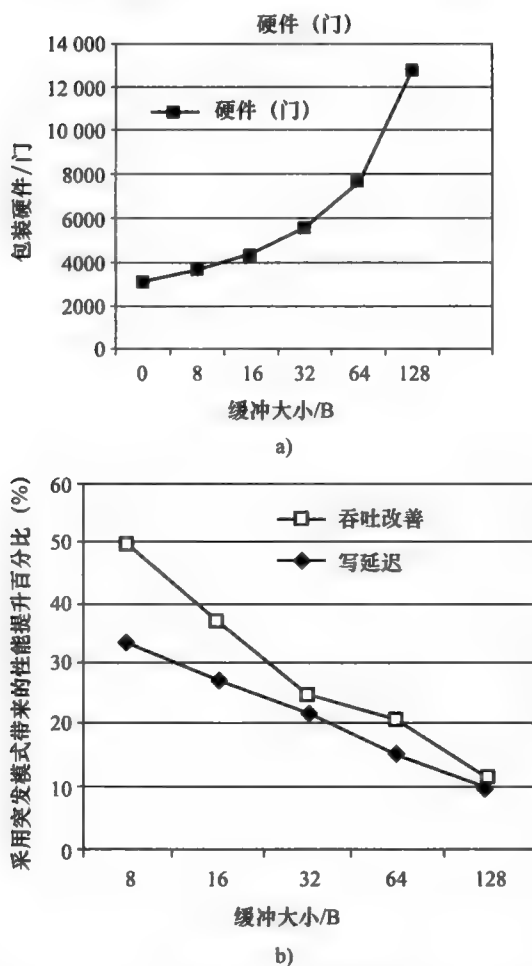 硬件（门）
14 000
12 000
10 000
8000
6000
4000
2000
0
硬件（门）
包装硬件/门
0 8 16 32 64 128
缓冲大小/B
a)
60
50
40
30
20
10
0
吞吐改善
写延迟
采用突发模式带来的性能提升百分比（%）
8 16 32 64 128
缓冲大小/B
b)